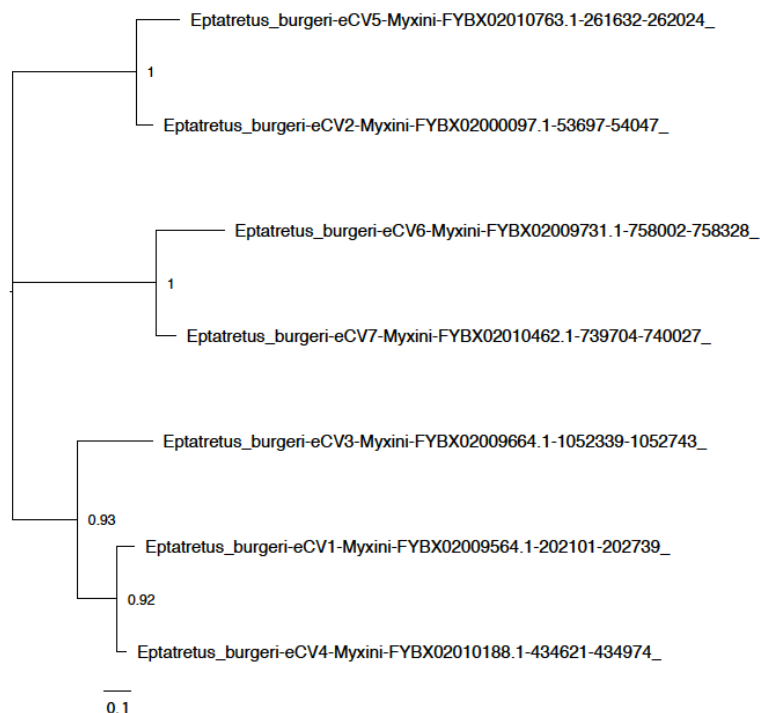 Eptatretus_burgeri-eCV5-Myxini-FYBX02010763.1-261632-262024_
1
Eptatretus_burgeri-eCV2-Myxini-FYBX02000097.1-53697-54047_
Eptatretus_burgeri-eCV6-Myxini-FYBX02009731.1-758002-758328_
1
Eptatretus_burgeri-eCV7-Myxini-FYBX02010462.1-739704-740027_
Eptatretus_burgeri-eCV3-Myxini-FYBX02009664.1-1052339-1052743_
0.93
Eptatretus_burgeri-eCV1-Myxini-FYBX02009564.1-202101-202739_
0.92
Eptatretus_burgeri-eCV4-Myxini-FYBX02010188.1-434621-434974_
0.1